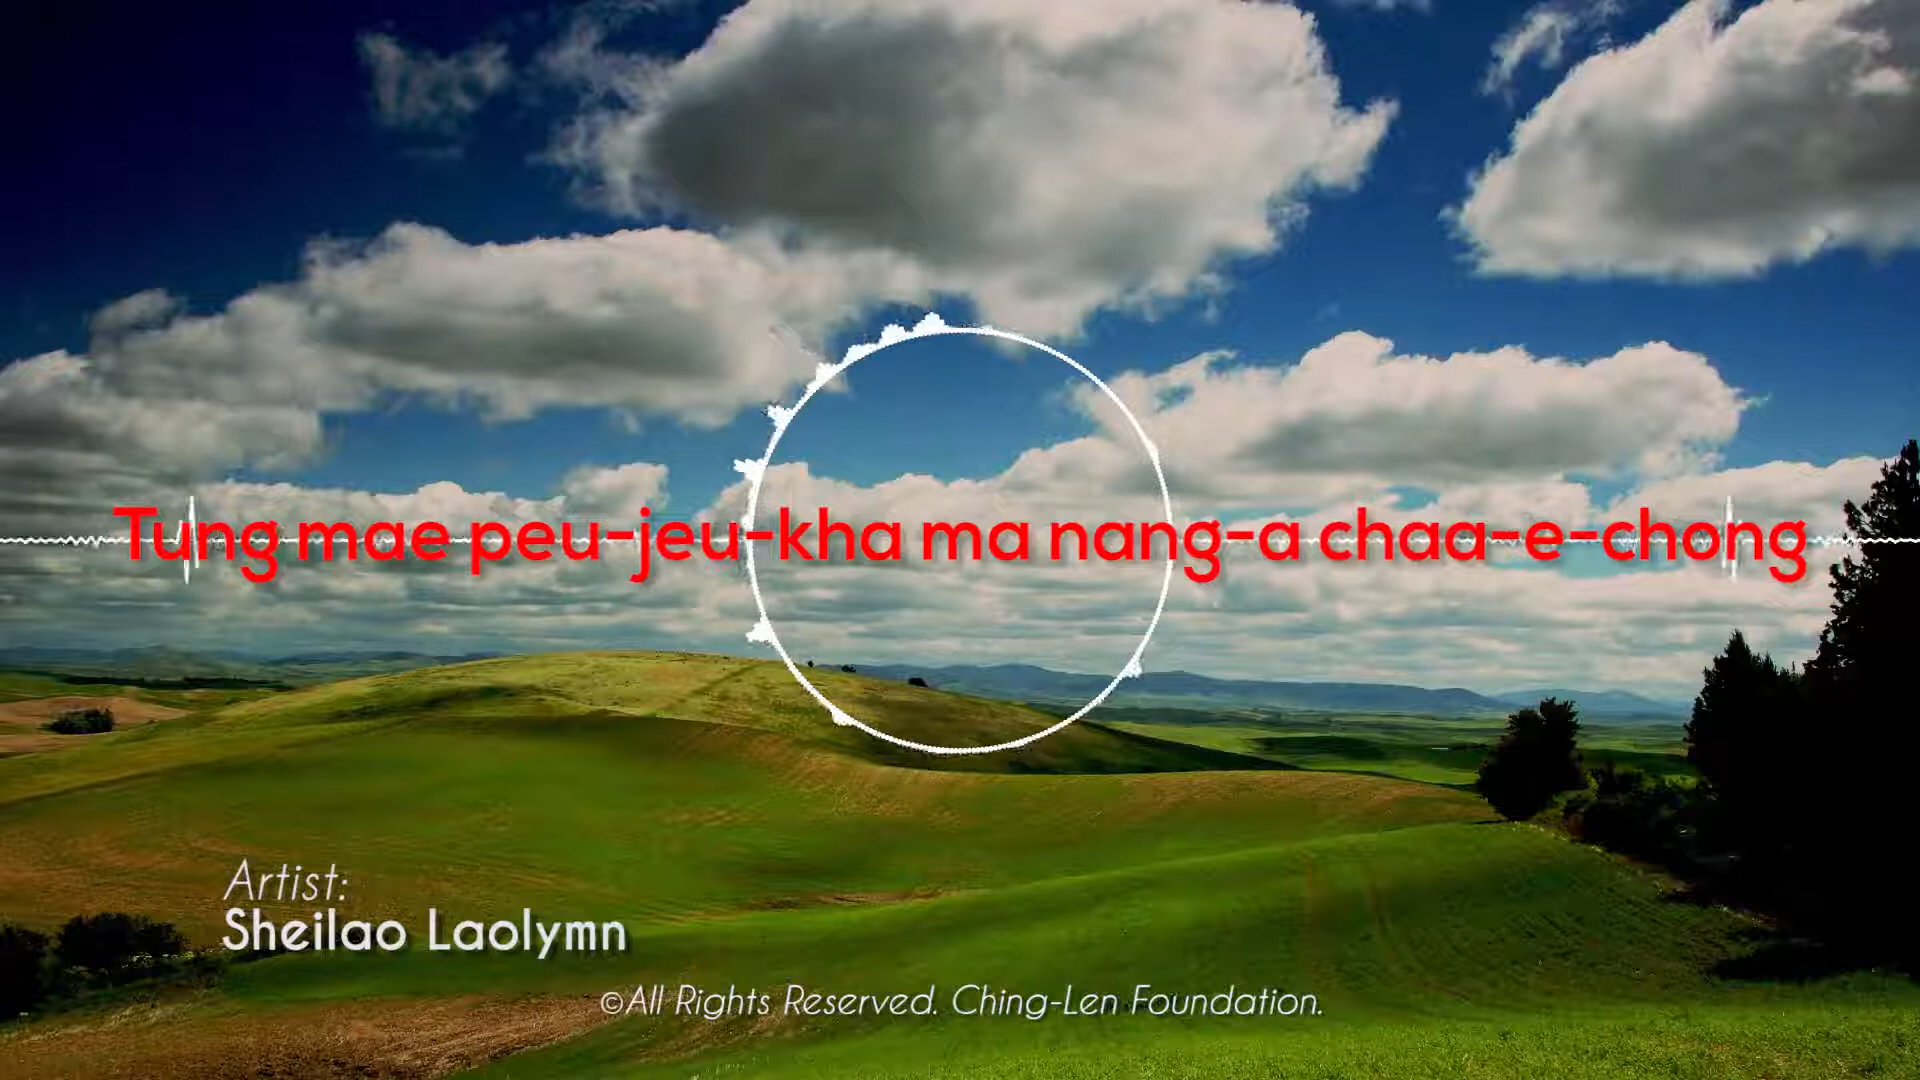 Tung mae peu-jeu-kha ma nang-a chaa-e-chong
Artist:
Sheilao Laolymn
©All Rights Reserved. Ching-Len Foundation.